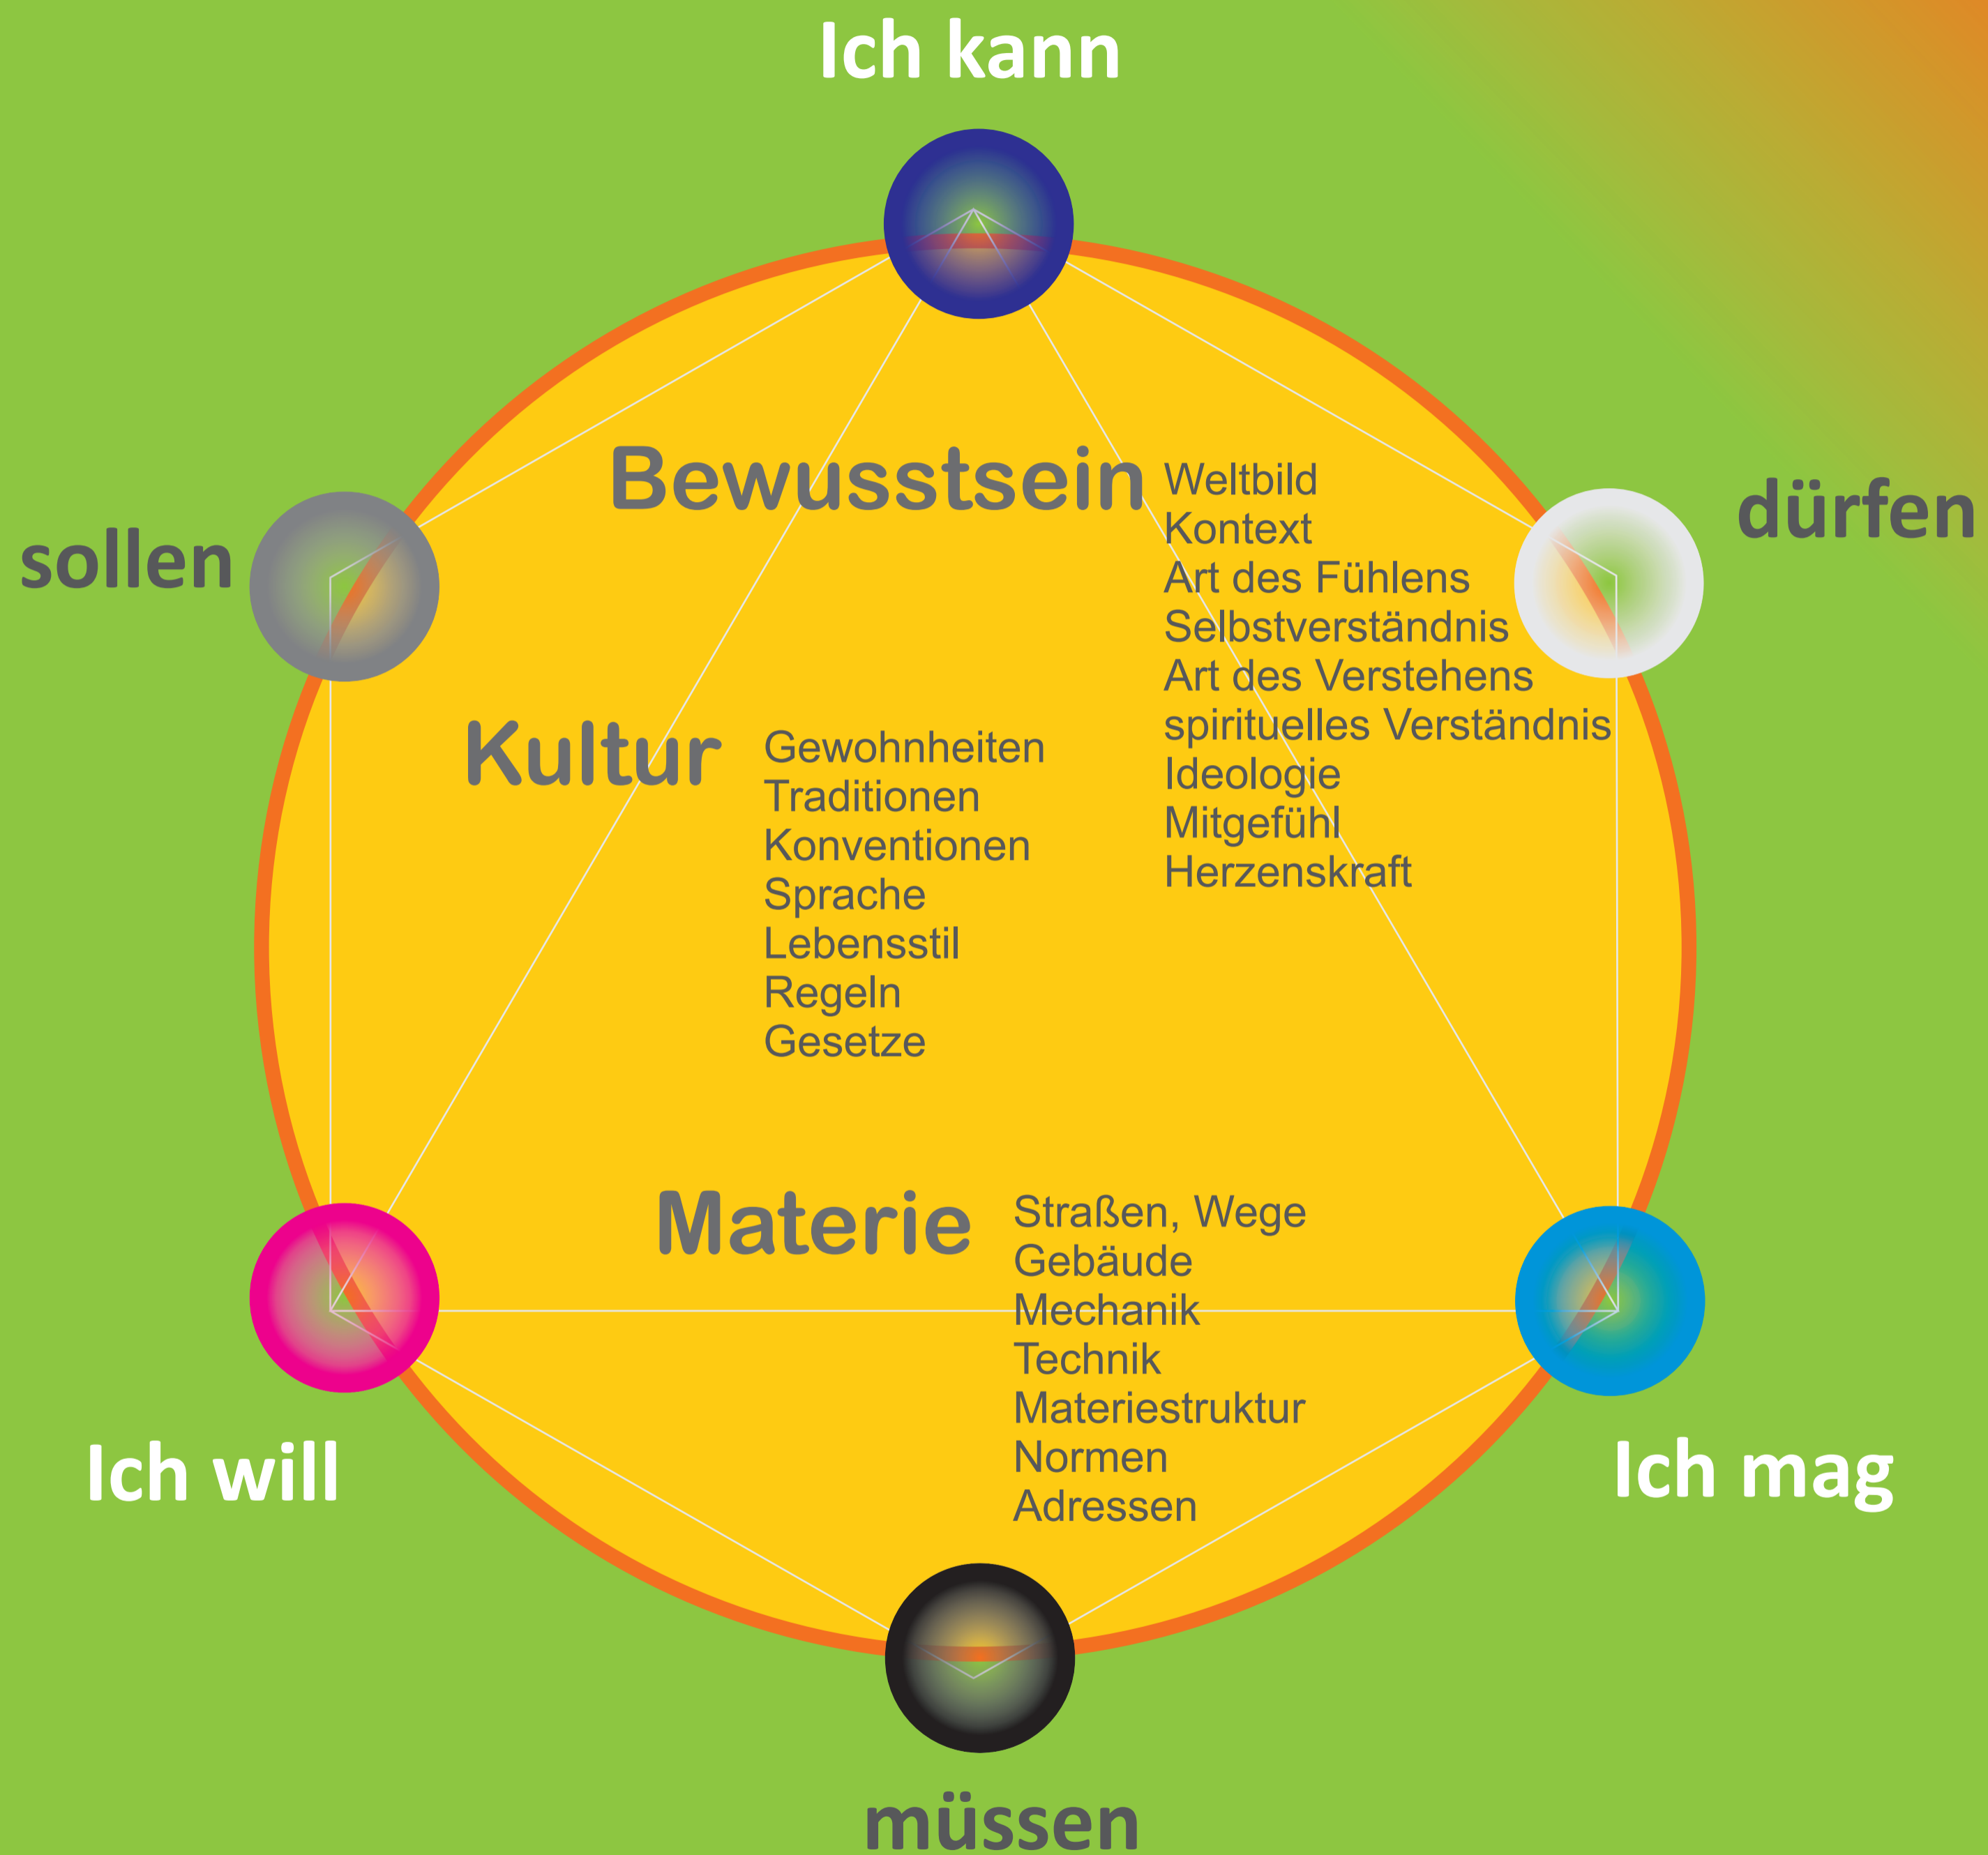 Ich kann
sollen
dürfen
Bewusstsein
Weltbild
Kontext
Art des Fühlens
Selbstverständnis
Art des Verstehens
spirituelles Verständnis
Ideologie
Mitgefühl
Herzenskraft
Kultur
Gewohnheiten
Traditionen
Konventionen
Sprache
Lebensstil
Regeln
Gesetze
Materie
Straßen, Wege
Gebäude
Mechanik
Technik
Materiestruktur
Normen
Adressen
Ich will
Ich mag
müssen